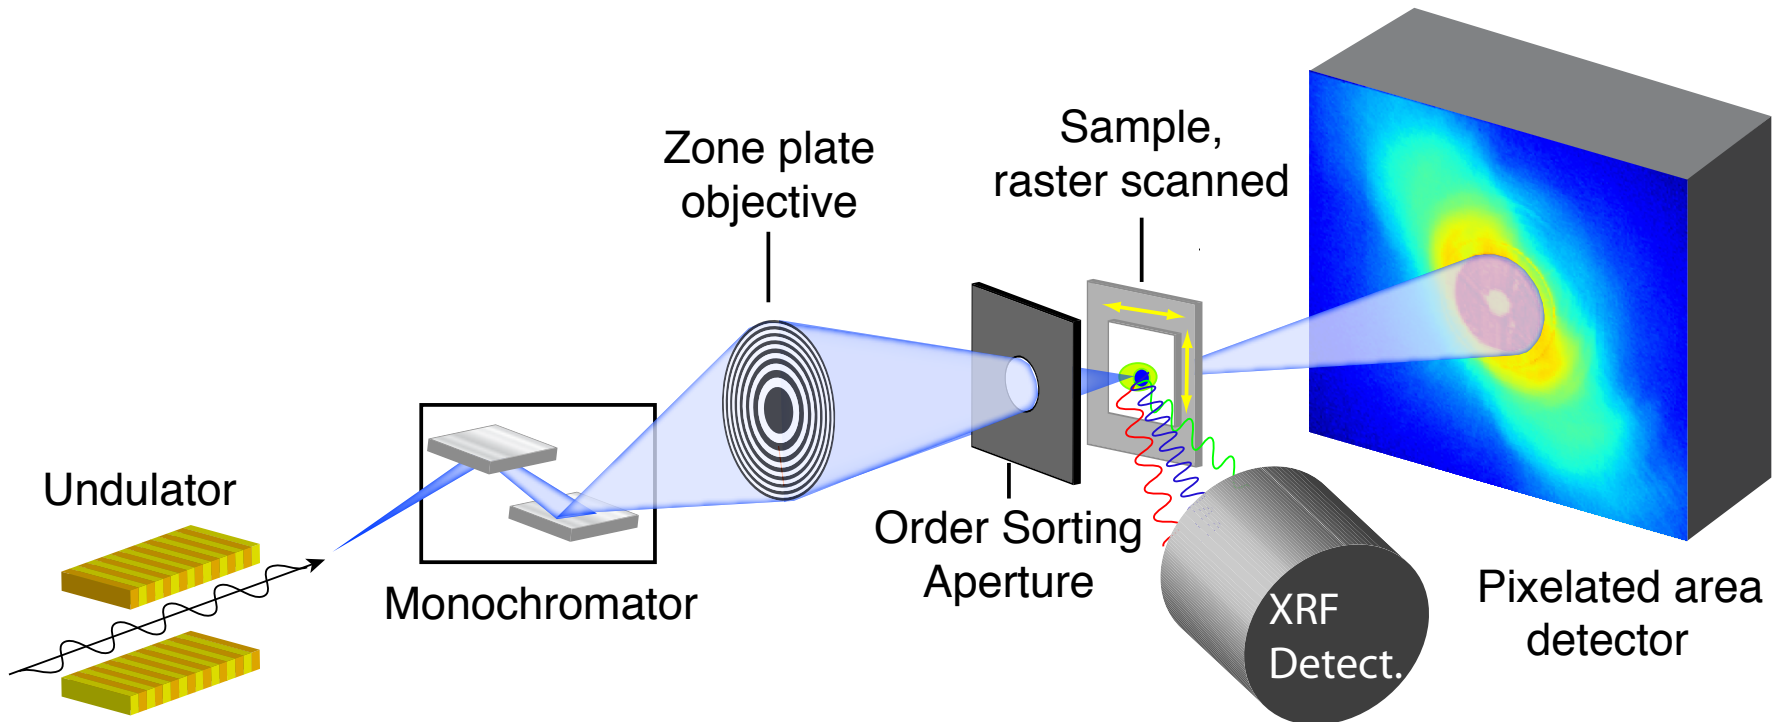 Undulator
Monochromator
Zone plate
objective
Order Sorting
Aperture
Sample,
raster scanned
XRF
Detect.
Pixelated area
detector